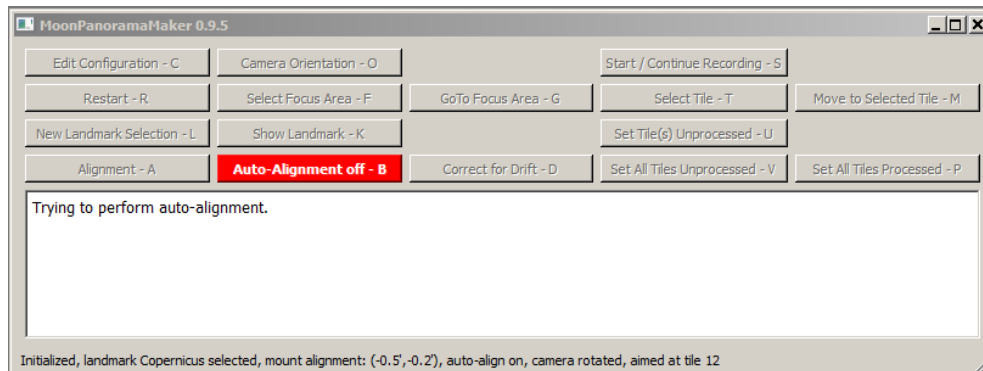 MoonPanoramaMaker 0.9.5
Edit Configuration - C Camera Orientation - O Start / Continue Recording - S
Restart - R Select Focus Area - F GoTo Focus Area - G Select Tile - T Move to Selected Tile - M
New Landmark Selection - L Show Landmark - K Set Tile(s) Unprocessed - U
Alignment - A Auto-Alignment off - B Correct for Drift - D Set All Tiles Unprocessed - V Set All Tiles Processed - P
Trying to perform auto-alignment.
Initialized, landmark Copernicus selected, mount alignment: (-0.5',-0.2'), auto-align on, camera rotated, aimed at tile 12